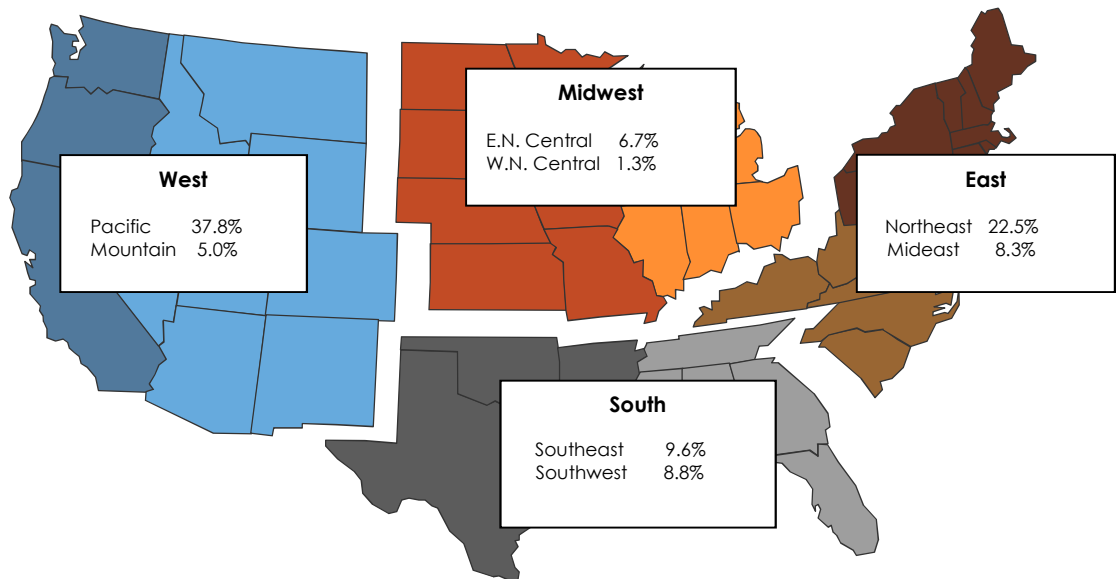 Midwest
E.N. Central 6.7%
W.N. Central 1.3%
West
Pacific 37.8%
Mountain 5.0%
East
Northeast 22.5%
Mideast 8.3%
South
Southeast 9.6%
Southwest 8.8%